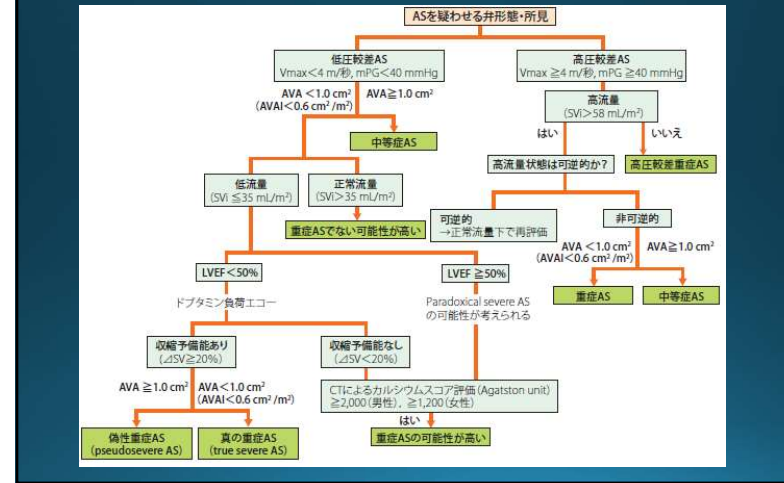 ASを疑わせる弁形態・所見
低圧較差AS
Vmax<4 m/秒, mPG<40 mmHg
高圧較差AS
Vmax ≧4 m/秒, mPG ≧40 mmHg
AVA <1.0 cm²
(AVAI<0.6 cm²/m²)
AVA≧1.0 cm²
高流量
(SVi>58 mL/m²)
中等症AS
はい
いいえ
低流量
(SVi ≦35 mL/m²)
正常流量
(SVi>35 mL/m²)
高流量状態は可逆的か?
高圧較差重症AS
重症ASでない可能性が高い
可逆的
→正常流量下で再評価
非可逆的
AVA <1.0 cm²
(AVAI<0.6 cm²/m²)
AVA≧1.0 cm²
LVEF<50%
LVEF ≧50%
重症AS
中等症AS
ドブタミン負荷エコー
Paradoxical severe AS
の可能性が考えられる
収縮予備能あり
(⊿SV≧20%)
収縮予備能なし
(⊿SV<20%)
AVA ≧1.0 cm²
AVA<1.0 cm²
(AVAI<0.6 cm²/m²)
CTによるカルシウムスコア評価(Agatston unit)
≧2,000(男性), ≧1,200(女性)
はい
偽性重症AS
(pseudosevere AS)
真の重症AS
(true severe AS)
重症ASの可能性が高い